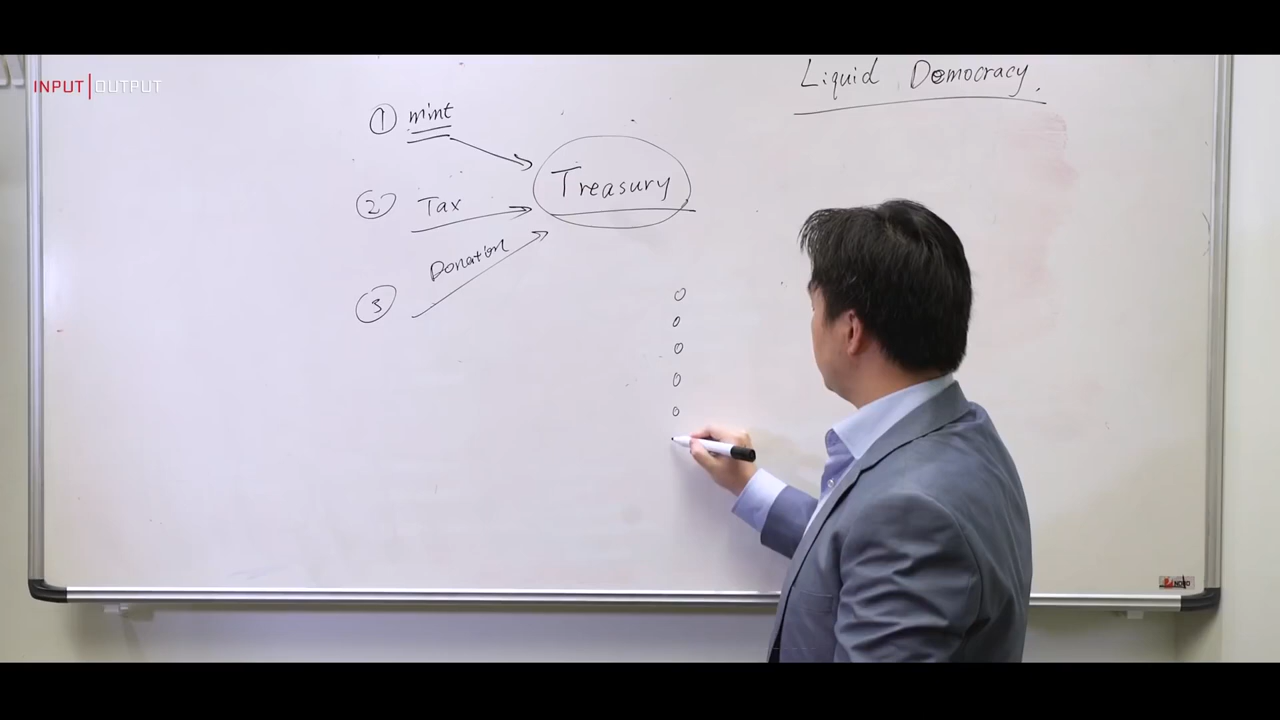 INPUT|OUTPUT
Liquid Democracy.
① mint
Treasury
② Tax
Donation
③